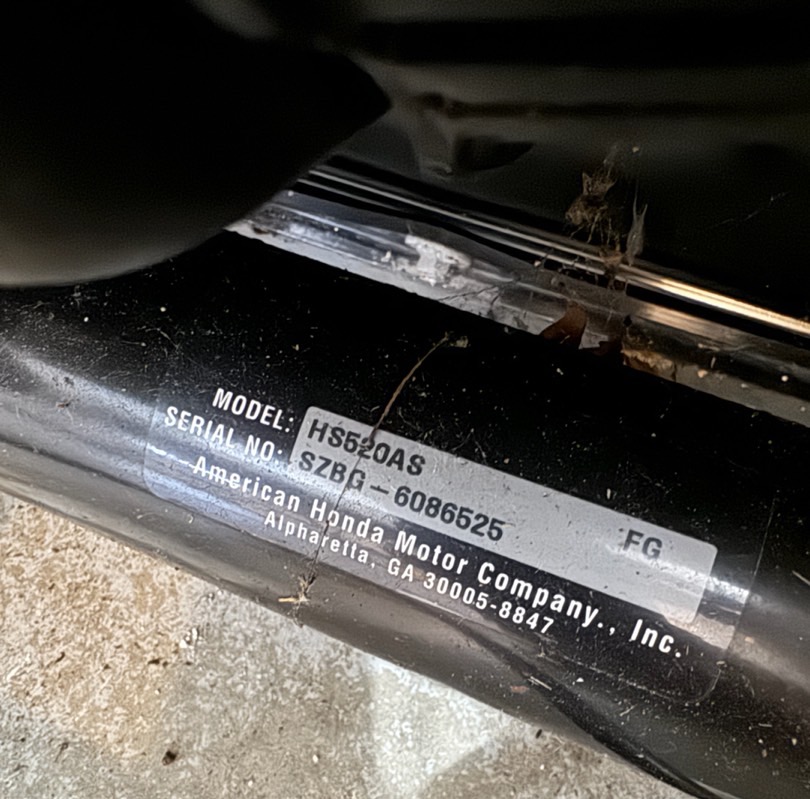 MODEL: HS520AS
SERIAL NO: SZBG-6086525 FG
American Honda Motor Company., Inc.
Alpharetta, GA 30005-8847